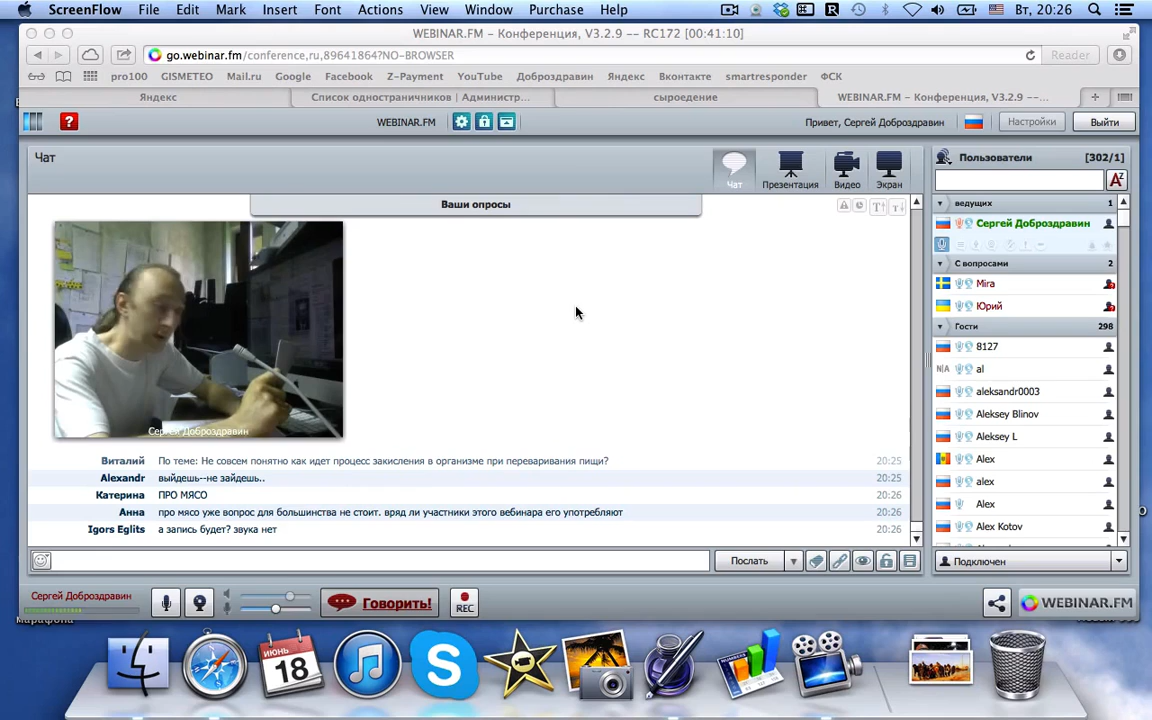 ScreenFlow File Edit Mark Insert Font Actions View Window Purchase Help Вт, 20:26
WEBINAR.FM – Конференция, V3.2.9 -- RC172 [00:41:10]
go.webinar.fm/conference,ru,89641864?NO-BROWSER Reader
pro100 GISMETEO Mail.ru Google Facebook Z-Payment YouTube Доброздравин Яндекс Вконтакте smartresponder ФСК
Яндекс Список одностраничников | Администр... сыроедение WEBINAR.FM – Конференция, V3.2.9 --...
? WEBINAR.FM Привет, Сергей Доброздравин Настройки Выйти
Чат Чат Презентация Видео Экран
Пользователи [302/1]
Ваши опросы
ведущих 1
Сергей Доброздравин
С вопросами 2
Mira
Юрий
Гости 298
8127
N/A al
aleksandr0003
Aleksey Blinov
Aleksey L
Alex
alex
Alex
Alex Kotov
Сергей Доброздравин
Виталий По теме: Не совсем понятно как идет процесс закисления в организме при переваривания пищи? 20:25
Alexandr выйдешь--не зайдешь.. 20:25
Катерина ПРО МЯСО 20:26
Анна про мясо уже вопрос для большинства не стоит. вряд ли участники этого вебинара его употребляют 20:26
Igors Eglits а запись будет? звука нет 20:26
Послать Подключен
Сергей Доброздравин Говорить! REC WEBINAR.FM
марафона
ИЮНЬ
18